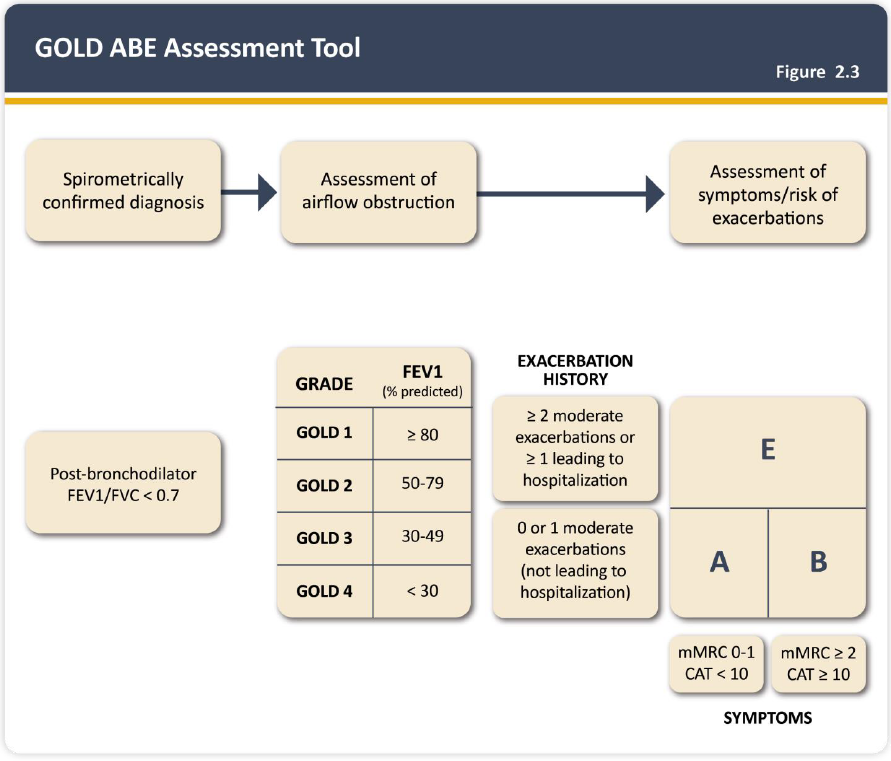 GOLD ABE Assessment Tool
Figure 2.3
Spirometrically
confirmed diagnosis
Assessment of
airflow obstruction
Assessment of
symptoms/risk of
exacerbations
Post-bronchodilator
FEV1/FVC < 0.7
GRADE
FEV1
(% predicted)
GOLD 1
≥ 80
GOLD 2
50-79
GOLD 3
30-49
GOLD 4
< 30
EXACERBATION
HISTORY
≥ 2 moderate
exacerbations or
≥ 1 leading to
hospitalization
0 or 1 moderate
exacerbations
(not leading to
hospitalization)
E
A
B
mMRC 0-1
CAT < 10
mMRC ≥ 2
CAT ≥ 10
SYMPTOMS